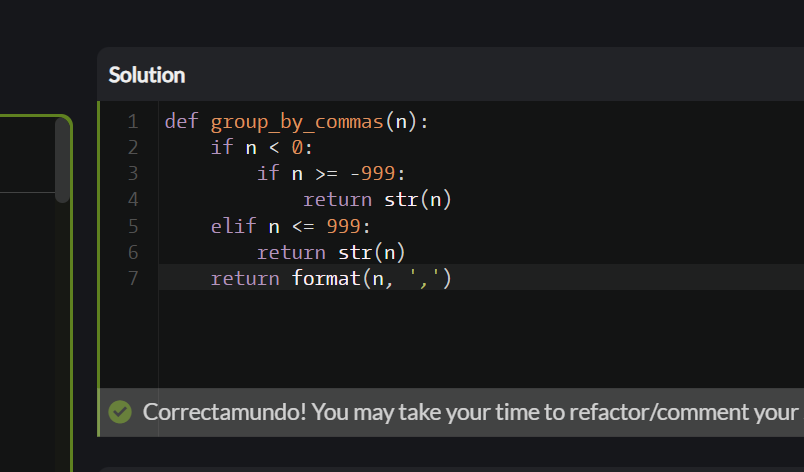 Solution
1 def group_by_commas(n):
2     if n < 0:
3         if n >= -999:
4             return str(n)
5     elif n <= 999:
6         return str(n)
7     return format(n, ',')
Correctamundo! You may take your time to refactor/comment your